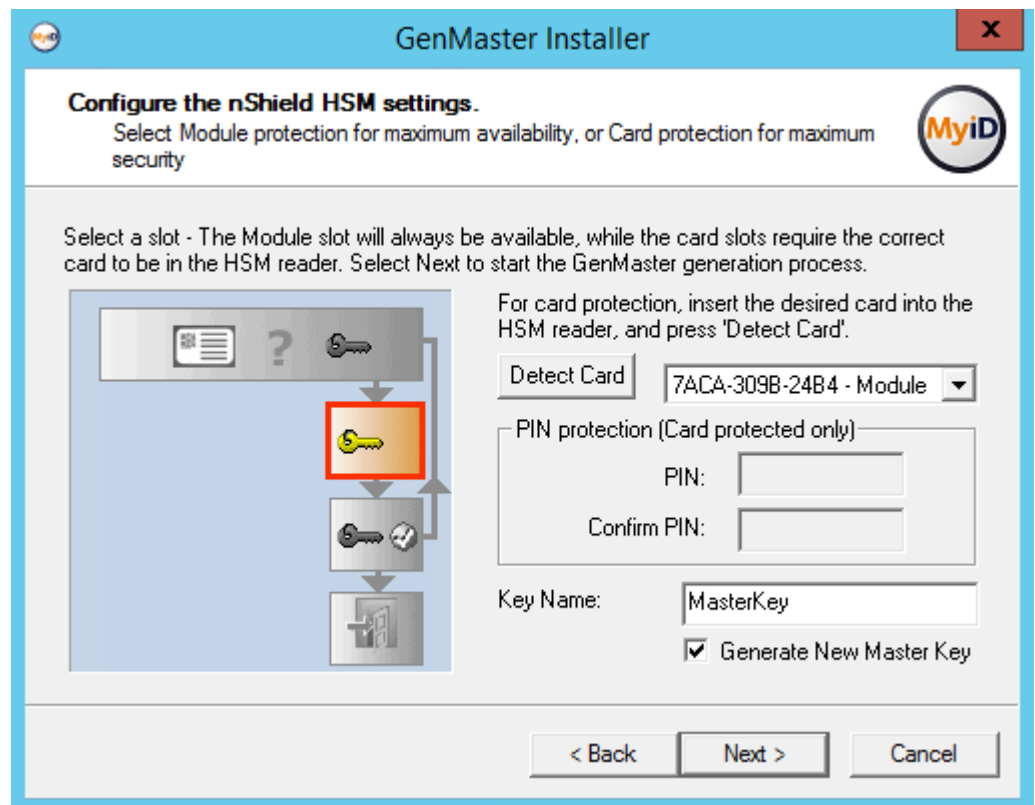 MyiD
GenMaster Installer
x
Configure the nShield HSM settings.
Select Module protection for maximum availability, or Card protection for maximum
security
MyiD
Select a slot - The Module slot will always be available, while the card slots require the correct
card to be in the HSM reader. Select Next to start the GenMaster generation process.
For card protection, insert the desired card into the
HSM reader, and press 'Detect Card'.
?
Detect Card
7ACA-309B-24B4 - Module
PIN protection (Card protected only)
PIN:
Confirm PIN:
Key Name:
MasterKey
Generate New Master Key
< Back
Next >
Cancel